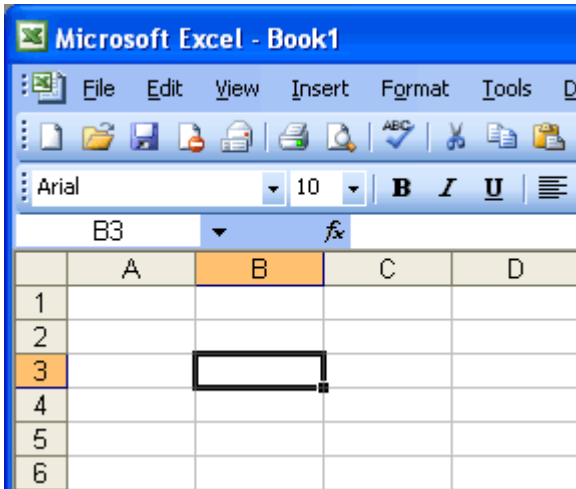 Microsoft Excel - Book1
File Edit View Insert Format Tools D
ABC
Arial 10 B I U
B3 fx
A B C D
1
2
3
4
5
6